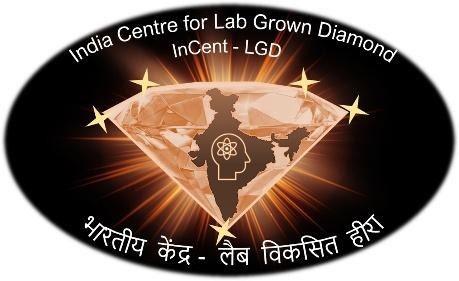 India Centre for Lab Grown Diamond
InCent - LGD
भारतीय केंद्र - लैब विकसित हीरा